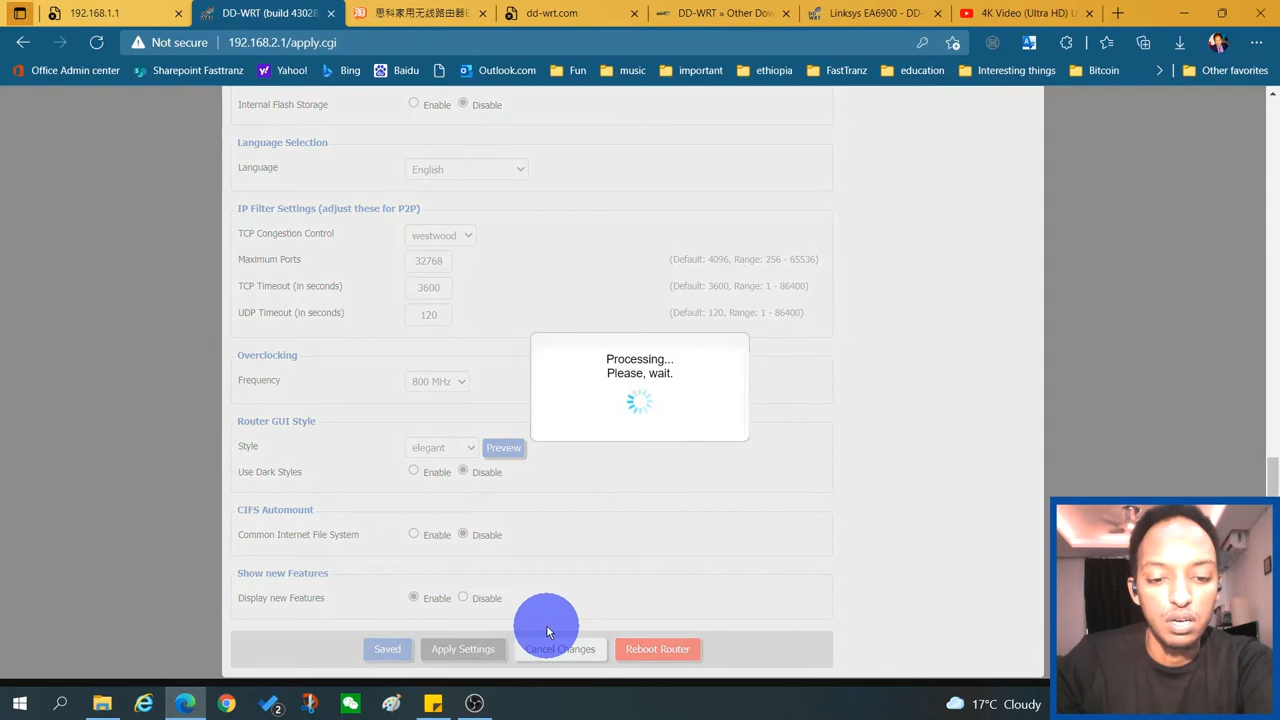 192.168.1.1
DD-WRT (build 43028
思科家用无线路由器E
dd-wrt.com
DD-WRT » Other Dow
Linksys EA6900 - DD-
4K Video (Ultra HD) U
Not secure
192.168.2.1/apply.cgi
Office Admin center
Sharepoint Fasttranz
Yahoo!
Bing
Baidu
Outlook.com
Fun
music
important
ethiopia
FastTranz
education
Interesting things
Bitcoin
Other favorites
Internal Flash Storage Enable Disable
Language Selection
Language English
IP Filter Settings (adjust these for P2P)
TCP Congestion Control westwood
Maximum Ports 32768 (Default: 4096, Range: 256 - 65536)
TCP Timeout (in seconds) 3600 (Default: 3600, Range: 1 - 86400)
UDP Timeout (in seconds) 120 (Default: 120, Range: 1 - 86400)
Processing...
Please, wait.
Overclocking
Frequency 800 MHz
Router GUI Style
Style elegant Preview
Use Dark Styles Enable Disable
CIFS Automount
Common Internet File System Enable Disable
Show new Features
Display new Features Enable Disable
Saved Apply Settings Cancel Changes Reboot Router
2
17°C Cloudy